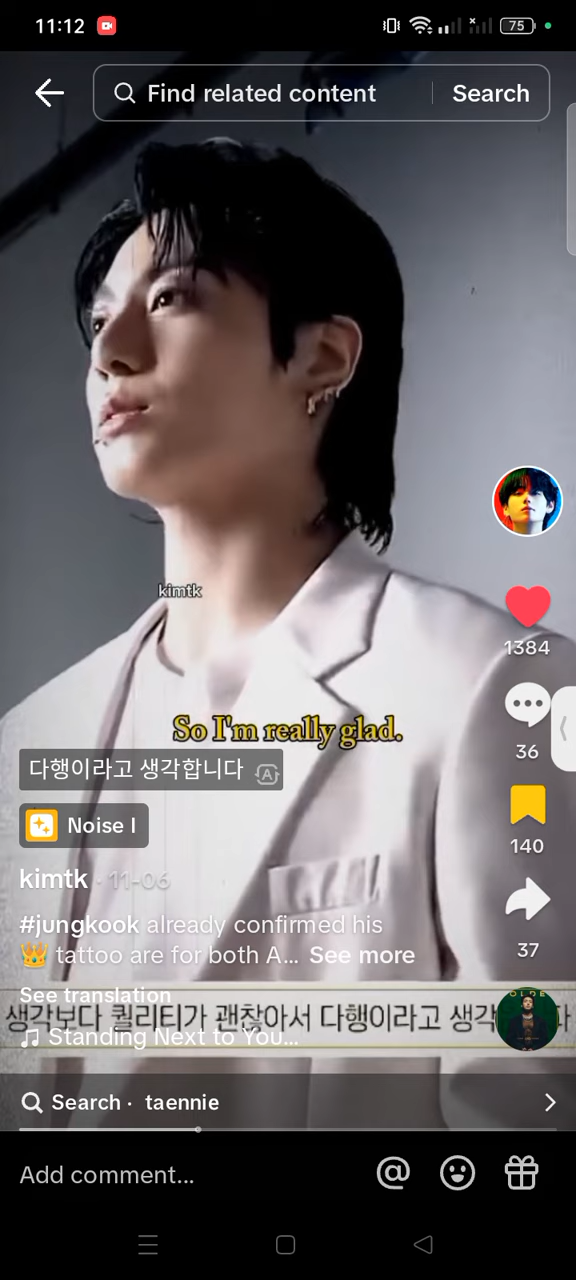 11:12
75
Find related content
Search
kimtk
1384
So I'm really glad.
36
다행이라고 생각합니다
Noise I
140
kimtk · 11-06
#jungkook already confirmed his
👑 tattoo are for both A... See more
37
See translation
생각보다 퀄리티가 괜찮아서 다행이라고 생각
다
♫ Standing Next to You...
Search · taennie
Add comment...